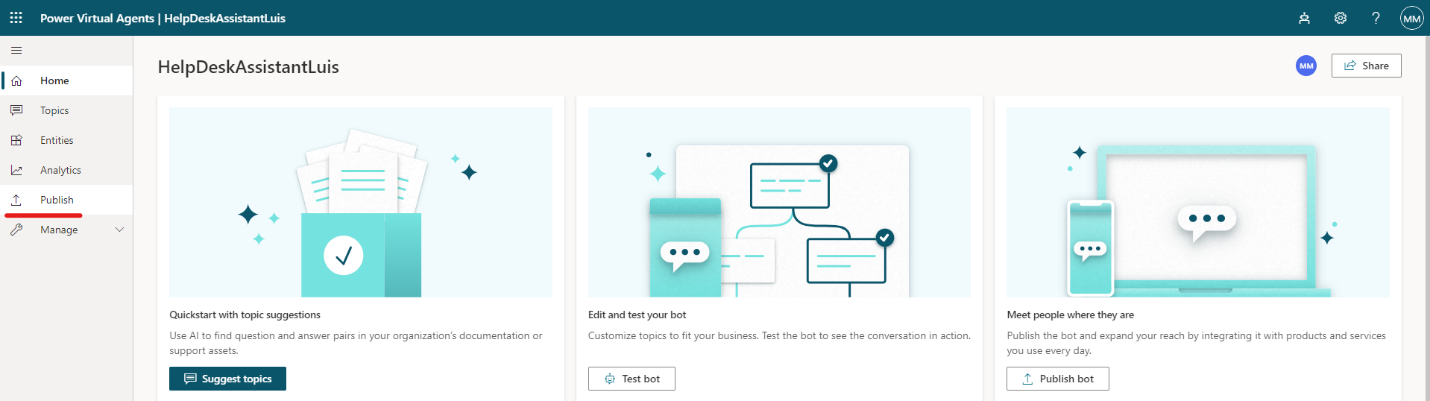 Power Virtual Agents | HelpDeskAssistantLuis
?
MM
Home
Topics
Entities
Analytics
Publish
Manage
HelpDeskAssistantLuis
MM
Share
Quickstart with topic suggestions
Use AI to find question and answer pairs in your organization's documentation or
support assets.
Suggest topics
Edit and test your bot
Customize topics to fit your business. Test the bot to see the conversation in action.
Test bot
Meet people where they are
Publish the bot and expand your reach by integrating it with products and services
you use every day.
Publish bot